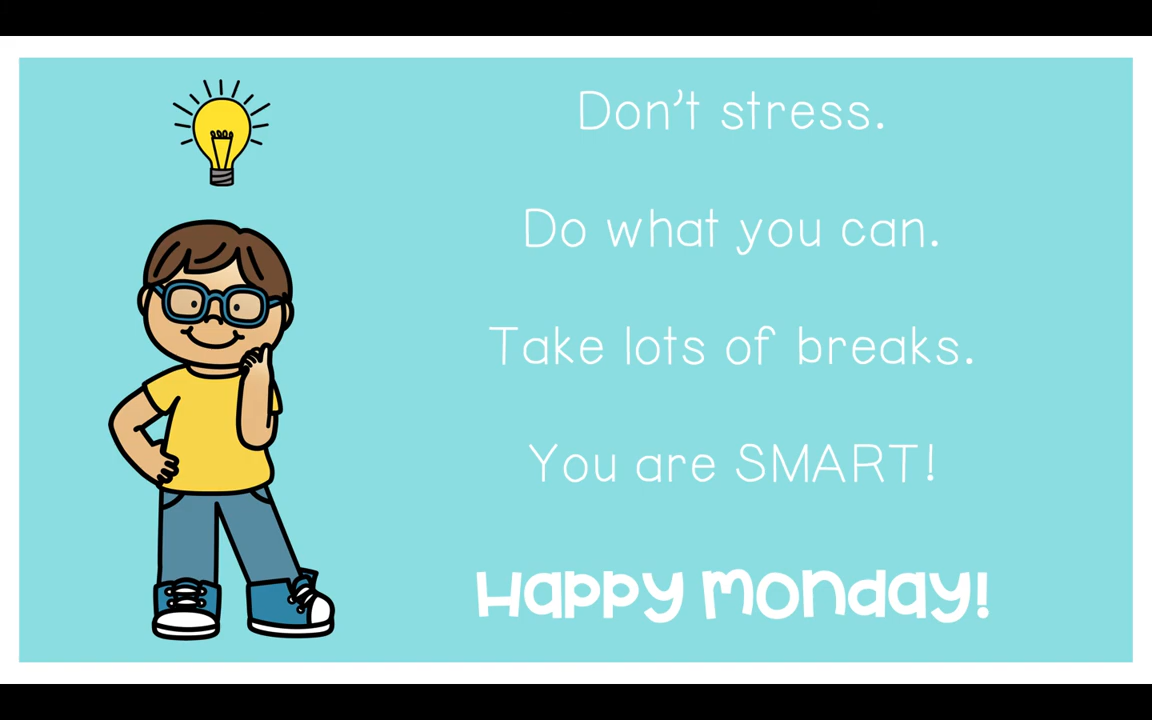 Don't stress.
Do what you can.
Take lots of breaks.
You are SMART!
Happy Monday!